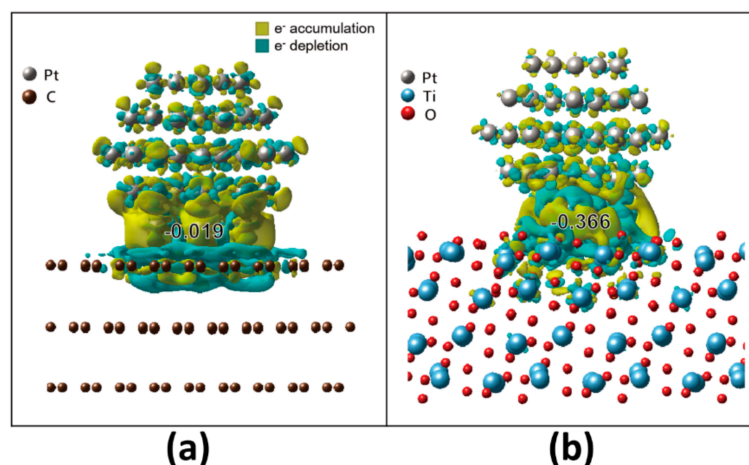 e⁻ accumulation
e⁻ depletion
Pt
C
-0.019
Pt
Ti
O
-0.366
(a)
(b)